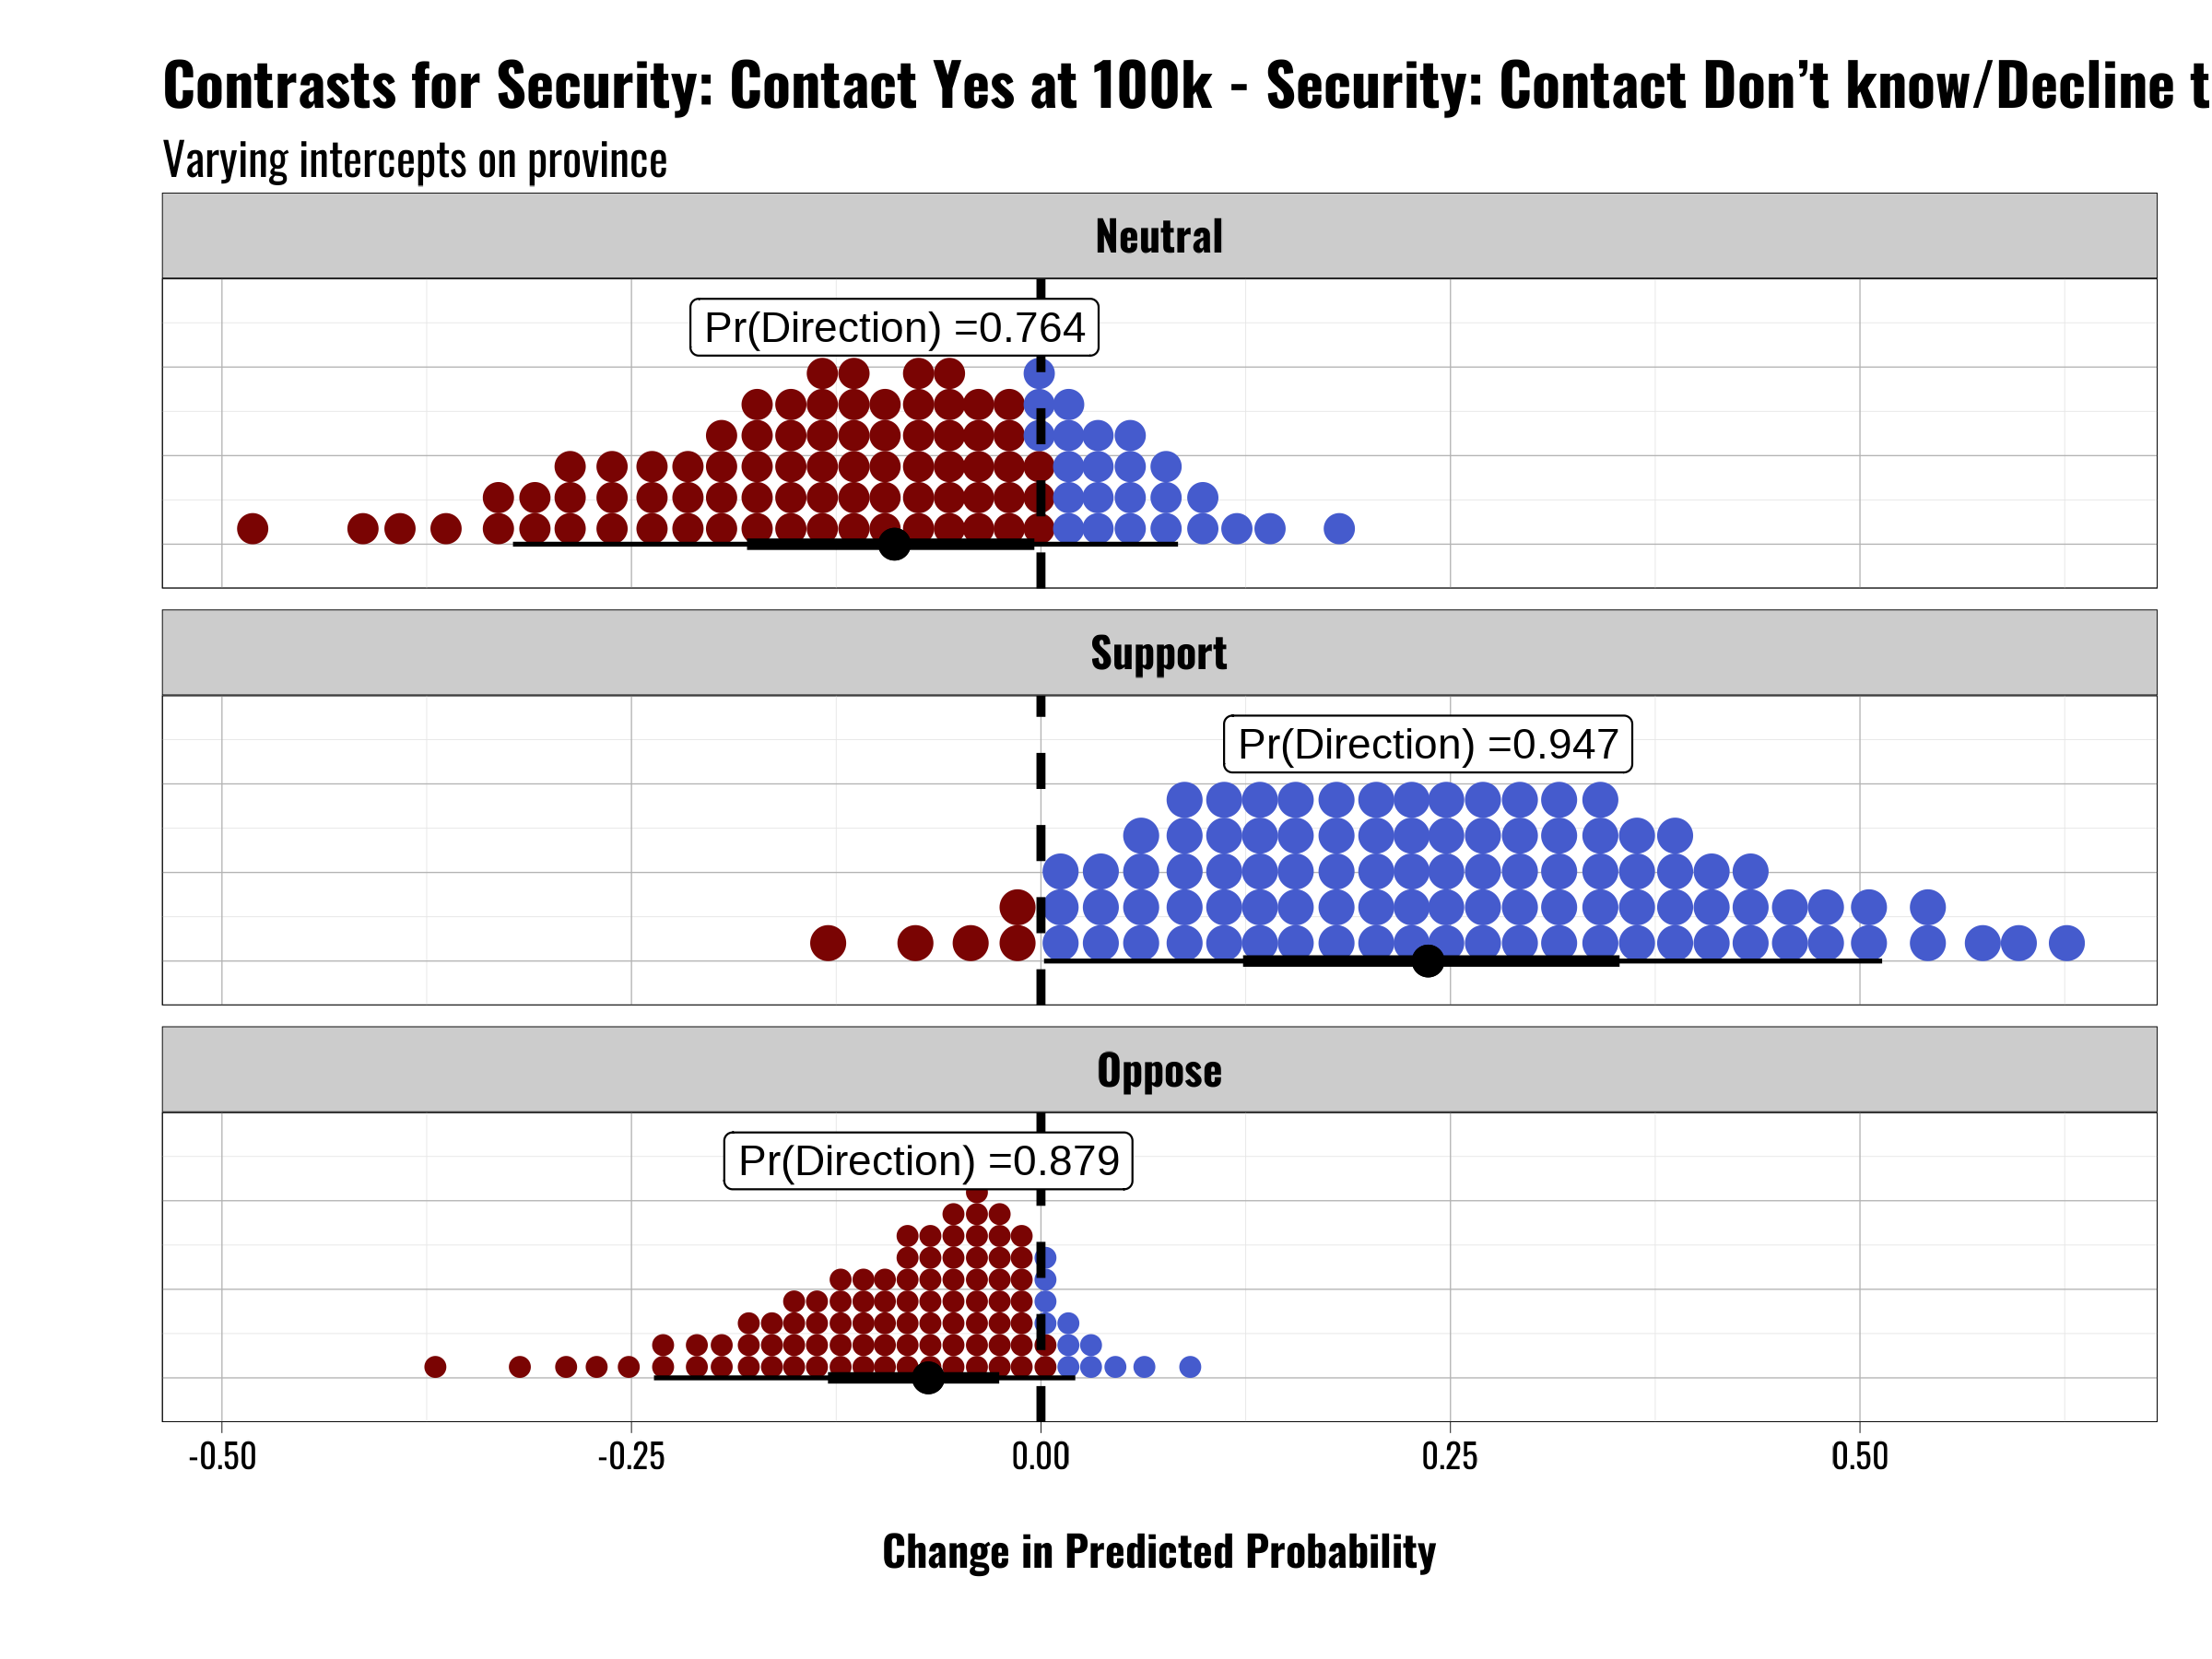 Contrasts for Security: Contact Yes at 100k - Security: Contact Don’t know/Decline t
Varying intercepts on province
Neutral
Pr(Direction) =0.764
Support
Pr(Direction) =0.947
Oppose
Pr(Direction) =0.879
-0.50 -0.25 0.00 0.25 0.50
Change in Predicted Probability